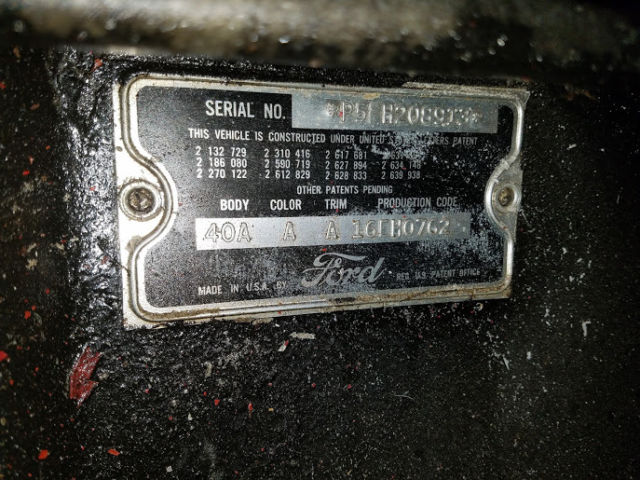 SERIAL NO. *P5FH208993*
THIS VEHICLE IS CONSTRUCTED UNDER UNITED STATES LETTERS PATENT
2 132 729 2 310 416 2 617 681
2 186 080 2 590 719 2 627 894 2 634 148
2 270 122 2 612 829 2 628 833 2 639 938
OTHER PATENTS PENDING
BODY COLOR TRIM PRODUCTION CODE
40A A A 16FH0762
MADE IN U.S.A. BY Ford REG. U.S. PATENT OFFICE